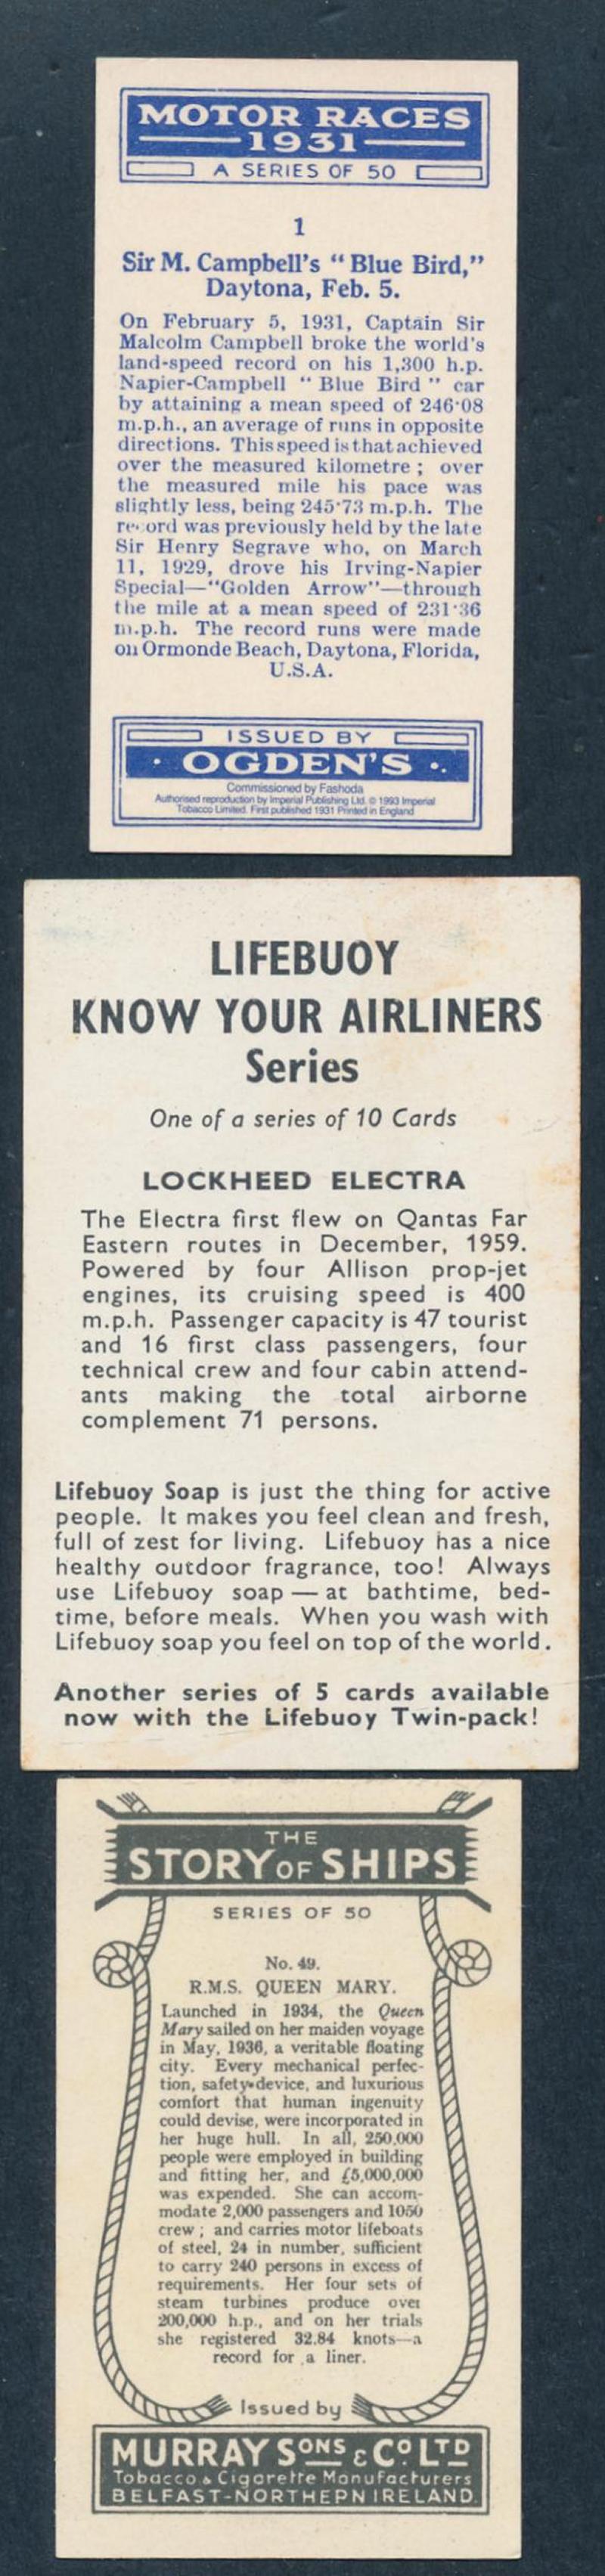 MOTOR RACES
1931
A SERIES OF 50
1
Sir M. Campbell's “ Blue Bird,”
Daytona, Feb. 5.
On February 5, 1931, Captain Sir
Malcolm Campbell broke the world's
land-speed record on his 1,300 h.p.
Napier-Campbell “ Blue Bird ” car
by attaining a mean speed of 246·08
m.p.h., an average of runs in opposite
directions. This speed is that achieved
over the measured kilometre ; over
the measured mile his pace was
slightly less, being 245·73 m.p.h. The
record was previously held by the late
Sir Henry Segrave who, on March
11, 1929, drove his Irving-Napier
Special—“Golden Arrow”—through
the mile at a mean speed of 231·36
m.p.h. The record runs were made
on Ormonde Beach, Daytona, Florida,
U.S.A.
ISSUED BY
· OGDEN'S ·.
Commissioned by Fashoda
Authorised reproduction by Imperial Publishing Ltd. © 1993 Imperial
Tobacco Limited. First published 1931 Printed in England
LIFEBUOY
KNOW YOUR AIRLINERS
Series
One of a series of 10 Cards
LOCKHEED ELECTRA
The Electra first flew on Qantas Far
Eastern routes in December, 1959.
Powered by four Allison prop-jet
engines, its cruising speed is 400
m.p.h. Passenger capacity is 47 tourist
and 16 first class passengers, four
technical crew and four cabin attend-
ants making the total airborne
complement 71 persons.
Lifebuoy Soap is just the thing for active
people. It makes you feel clean and fresh,
full of zest for living. Lifebuoy has a nice
healthy outdoor fragrance, too! Always
use Lifebuoy soap — at bathtime, bed-
time, before meals. When you wash with
Lifebuoy soap you feel on top of the world.
Another series of 5 cards available
now with the Lifebuoy Twin-pack!
THE
STORY OF SHIPS
SERIES OF 50
No. 49.
R.M.S. QUEEN MARY.
Launched in 1934, the Queen
Mary sailed on her maiden voyage
in May, 1936, a veritable floating
city. Every mechanical perfec-
tion, safety-device, and luxurious
comfort that human ingenuity
could devise, were incorporated in
her huge hull. In all, 250,000
people were employed in building
and fitting her, and £5,000,000
was expended. She can accom-
modate 2,000 passengers and 1050
crew ; and carries motor lifeboats
of steel, 24 in number, sufficient
to carry 240 persons in excess of
requirements. Her four sets of
steam turbines produce over
200,000 h.p., and on her trials
she registered 32.84 knots—a
record for a liner.
Issued by
MURRAY SONS & Co LTD
Tobacco & Cigarette Manufacturers
BELFAST-NORTHERN IRELAND.